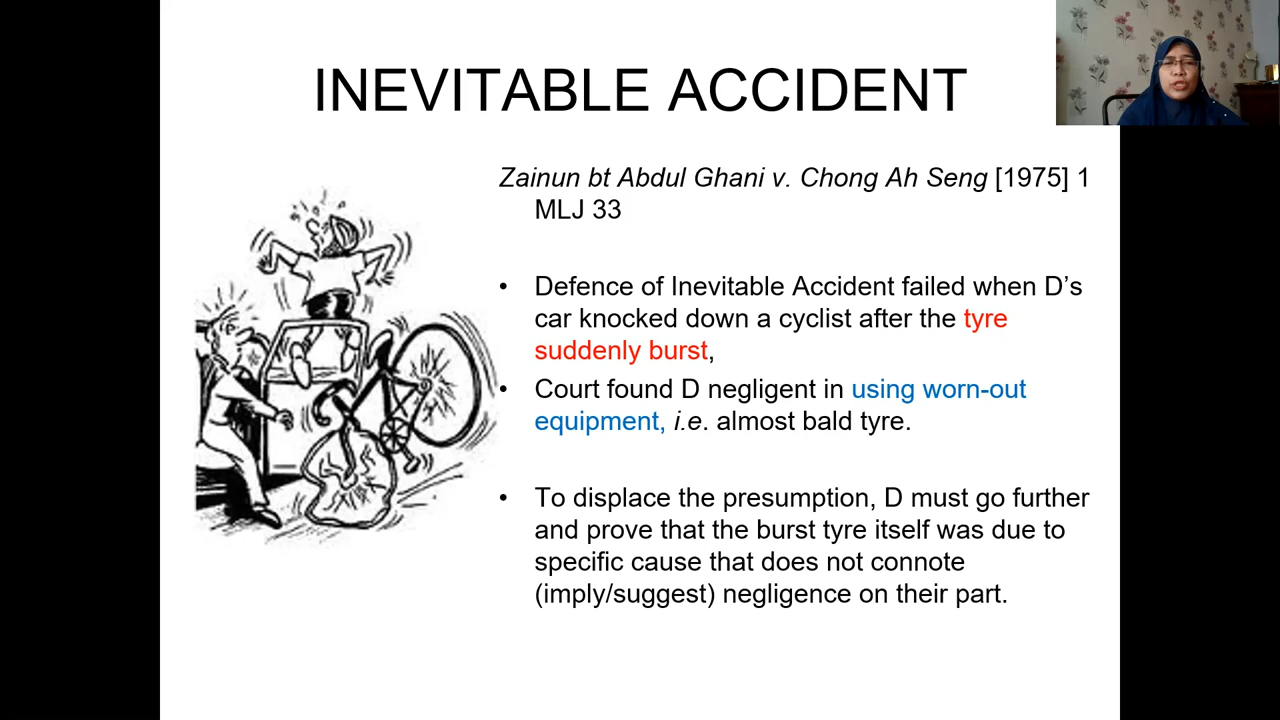 INEVITABLE ACCIDENT
Zainun bt Abdul Ghani v. Chong Ah Seng [1975] 1
MLJ 33
• Defence of Inevitable Accident failed when D’s
car knocked down a cyclist after the tyre
suddenly burst,
• Court found D negligent in using worn-out
equipment, i.e. almost bald tyre.
• To displace the presumption, D must go further
and prove that the burst tyre itself was due to
specific cause that does not connote
(imply/suggest) negligence on their part.